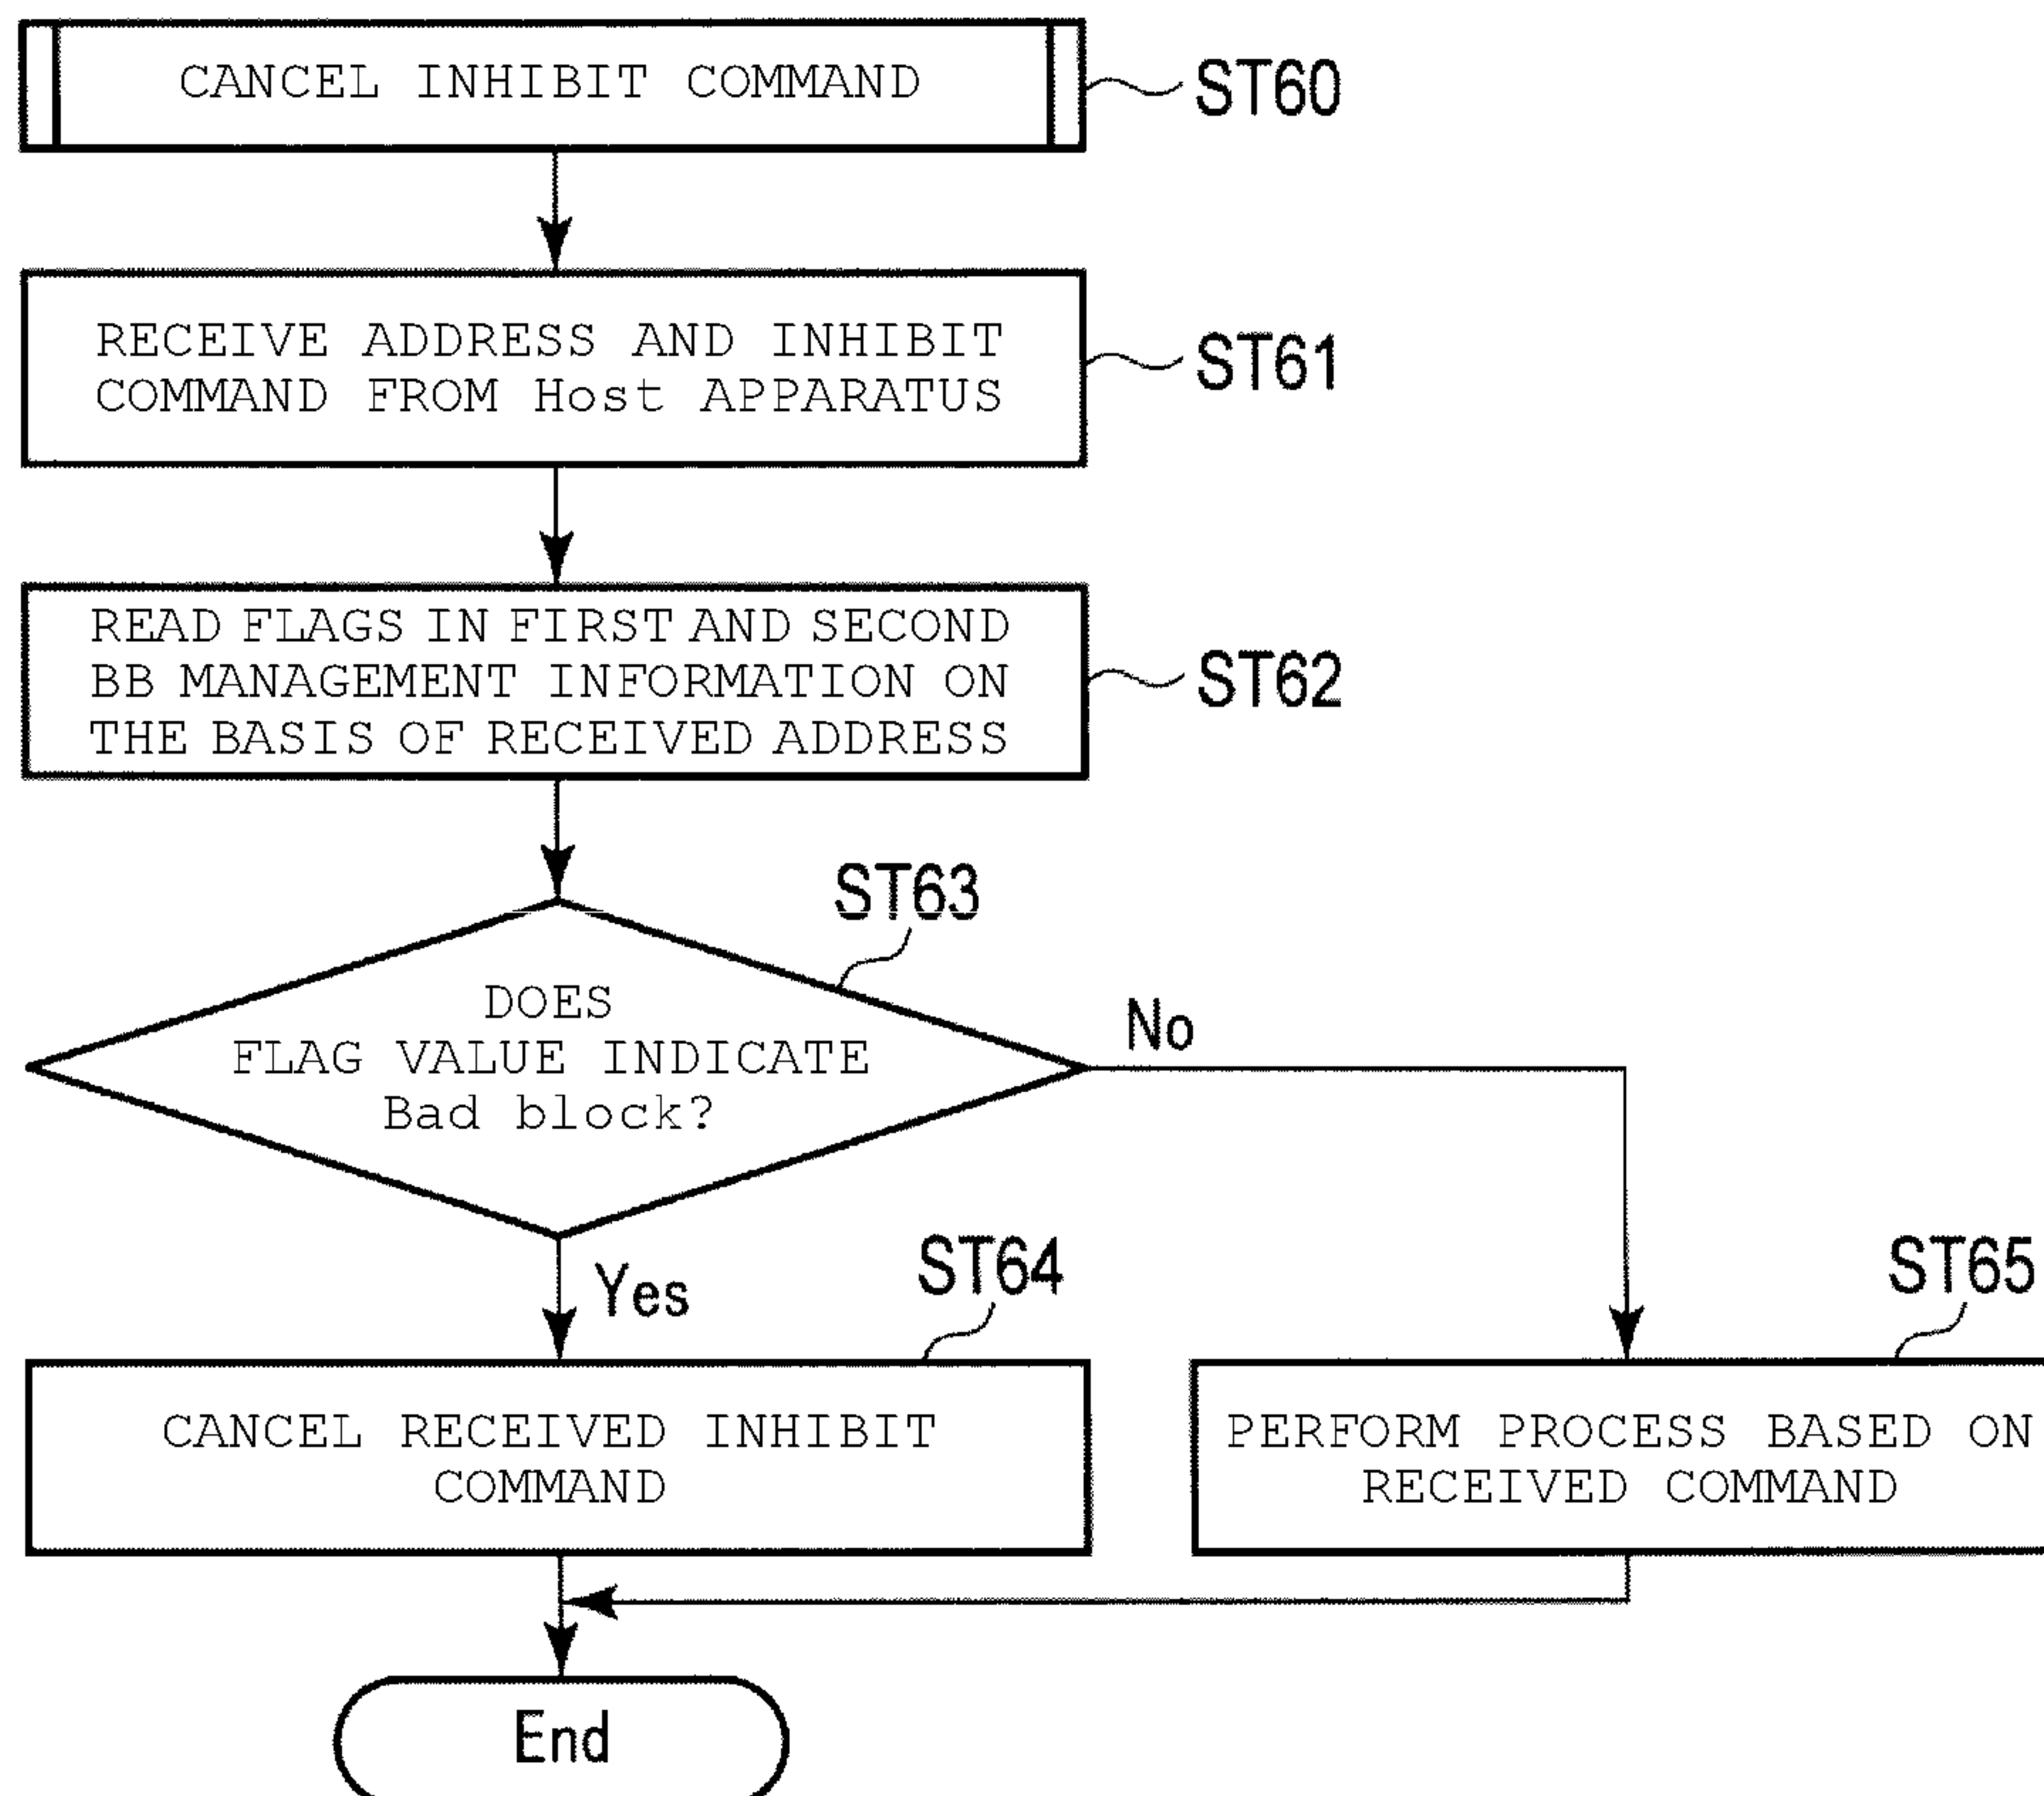 CANCEL INHIBIT COMMAND
ST60
RECEIVE ADDRESS AND INHIBIT
COMMAND FROM Host APPARATUS
ST61
READ FLAGS IN FIRST AND SECOND
BB MANAGEMENT INFORMATION ON
THE BASIS OF RECEIVED ADDRESS
ST62
ST63
DOES
FLAG VALUE INDICATE
Bad block?
No
Yes
ST64
CANCEL RECEIVED INHIBIT
COMMAND
ST65
PERFORM PROCESS BASED ON
RECEIVED COMMAND
End